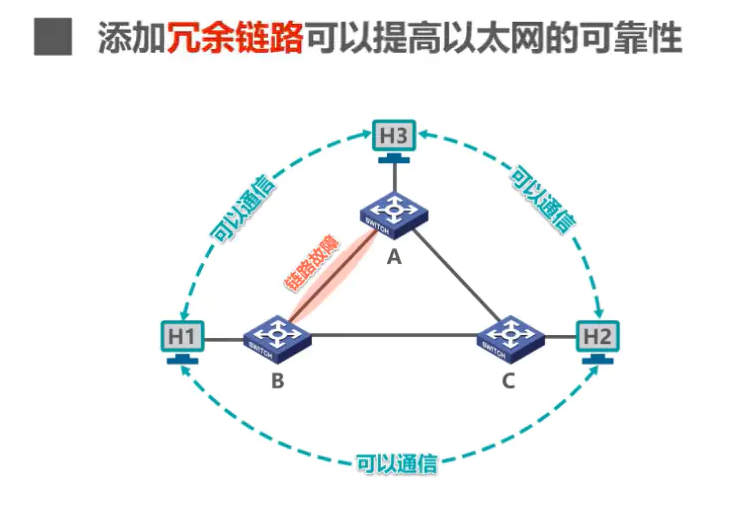 添加冗余链路可以提高以太网的可靠性
H3
可以通信
可以通信
SWITCH
A
链路故障
H1
SWITCH
B
SWITCH
C
H2
可以通信